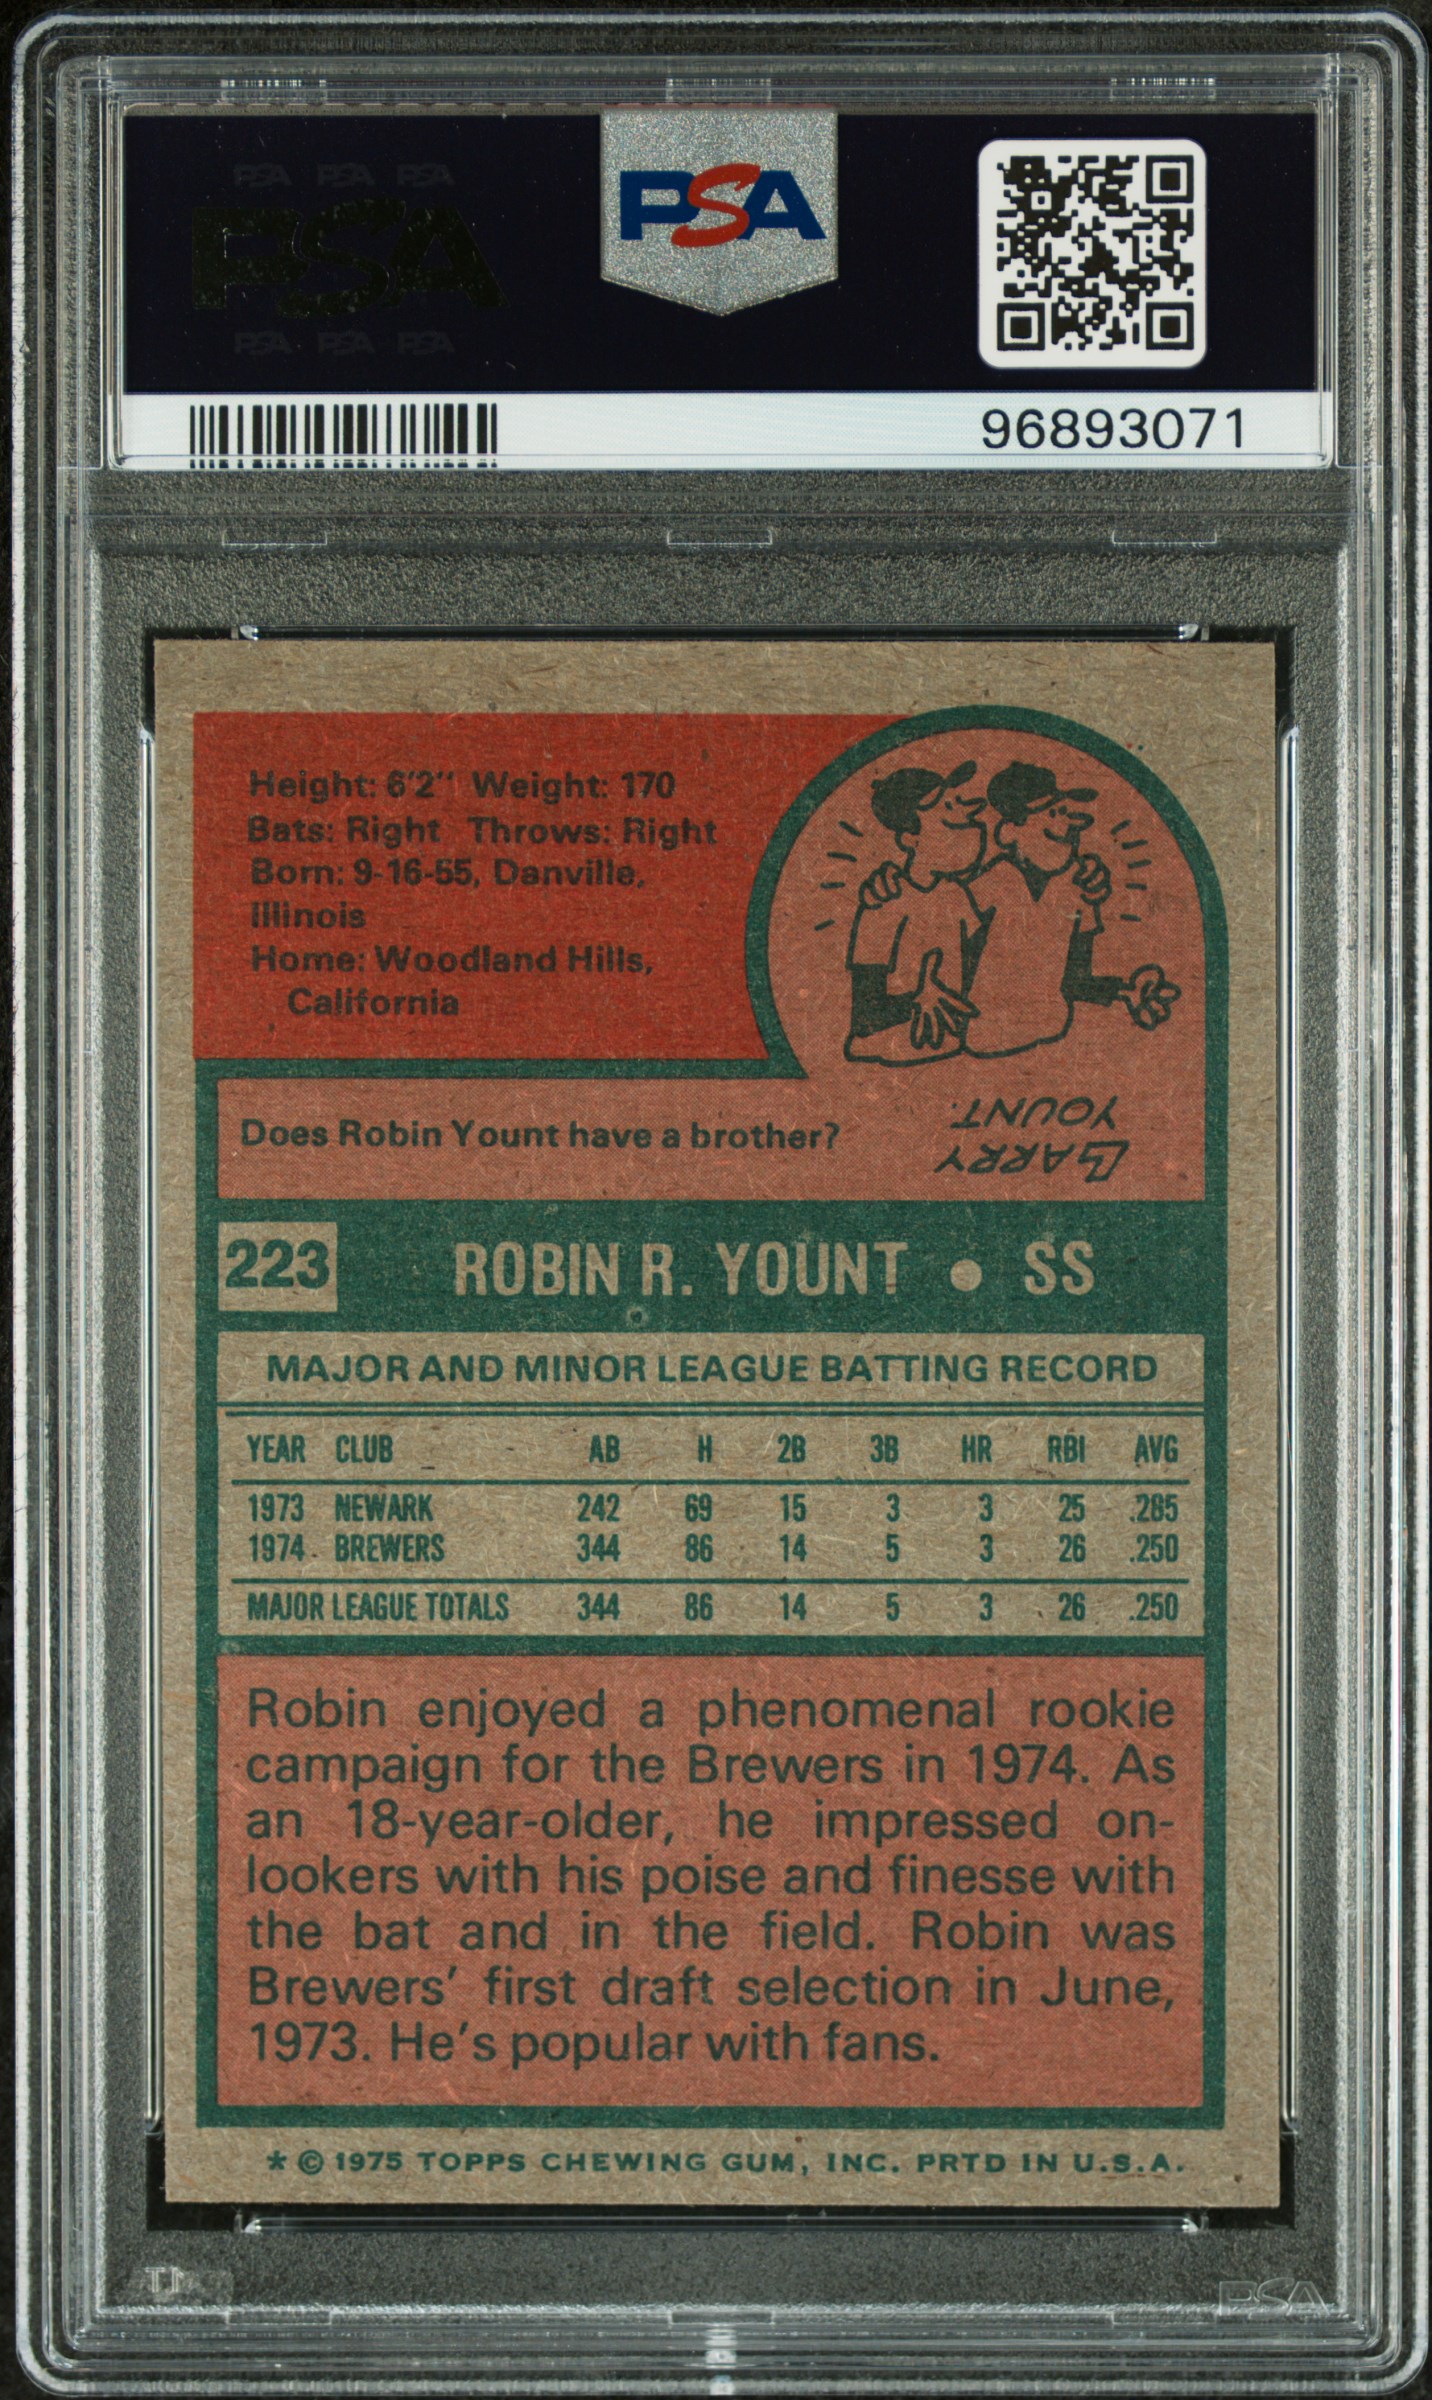 PSA PSA PSA
PSA
PSA PSA PSA
PSA
96893071
Height: 6'2" Weight: 170
Bats: Right Throws: Right
Born: 9-16-55, Danville,
Illinois
Home: Woodland Hills,
California
Does Robin Yount have a brother?
LARRY
YOUNT.
223 ROBIN R. YOUNT ● SS
MAJOR AND MINOR LEAGUE BATTING RECORD
YEAR CLUB AB H 2B 3B HR RBI AVG
1973 NEWARK 242 69 15 3 3 25 .285
1974 BREWERS 344 86 14 5 3 26 .250
MAJOR LEAGUE TOTALS 344 86 14 5 3 26 .250
Robin enjoyed a phenomenal rookie
campaign for the Brewers in 1974. As
an 18-year-older, he impressed on-
lookers with his poise and finesse with
the bat and in the field. Robin was
Brewers' first draft selection in June,
1973. He's popular with fans.
* © 1975 TOPPS CHEWING GUM, INC. PRTD IN U.S.A.
PSA